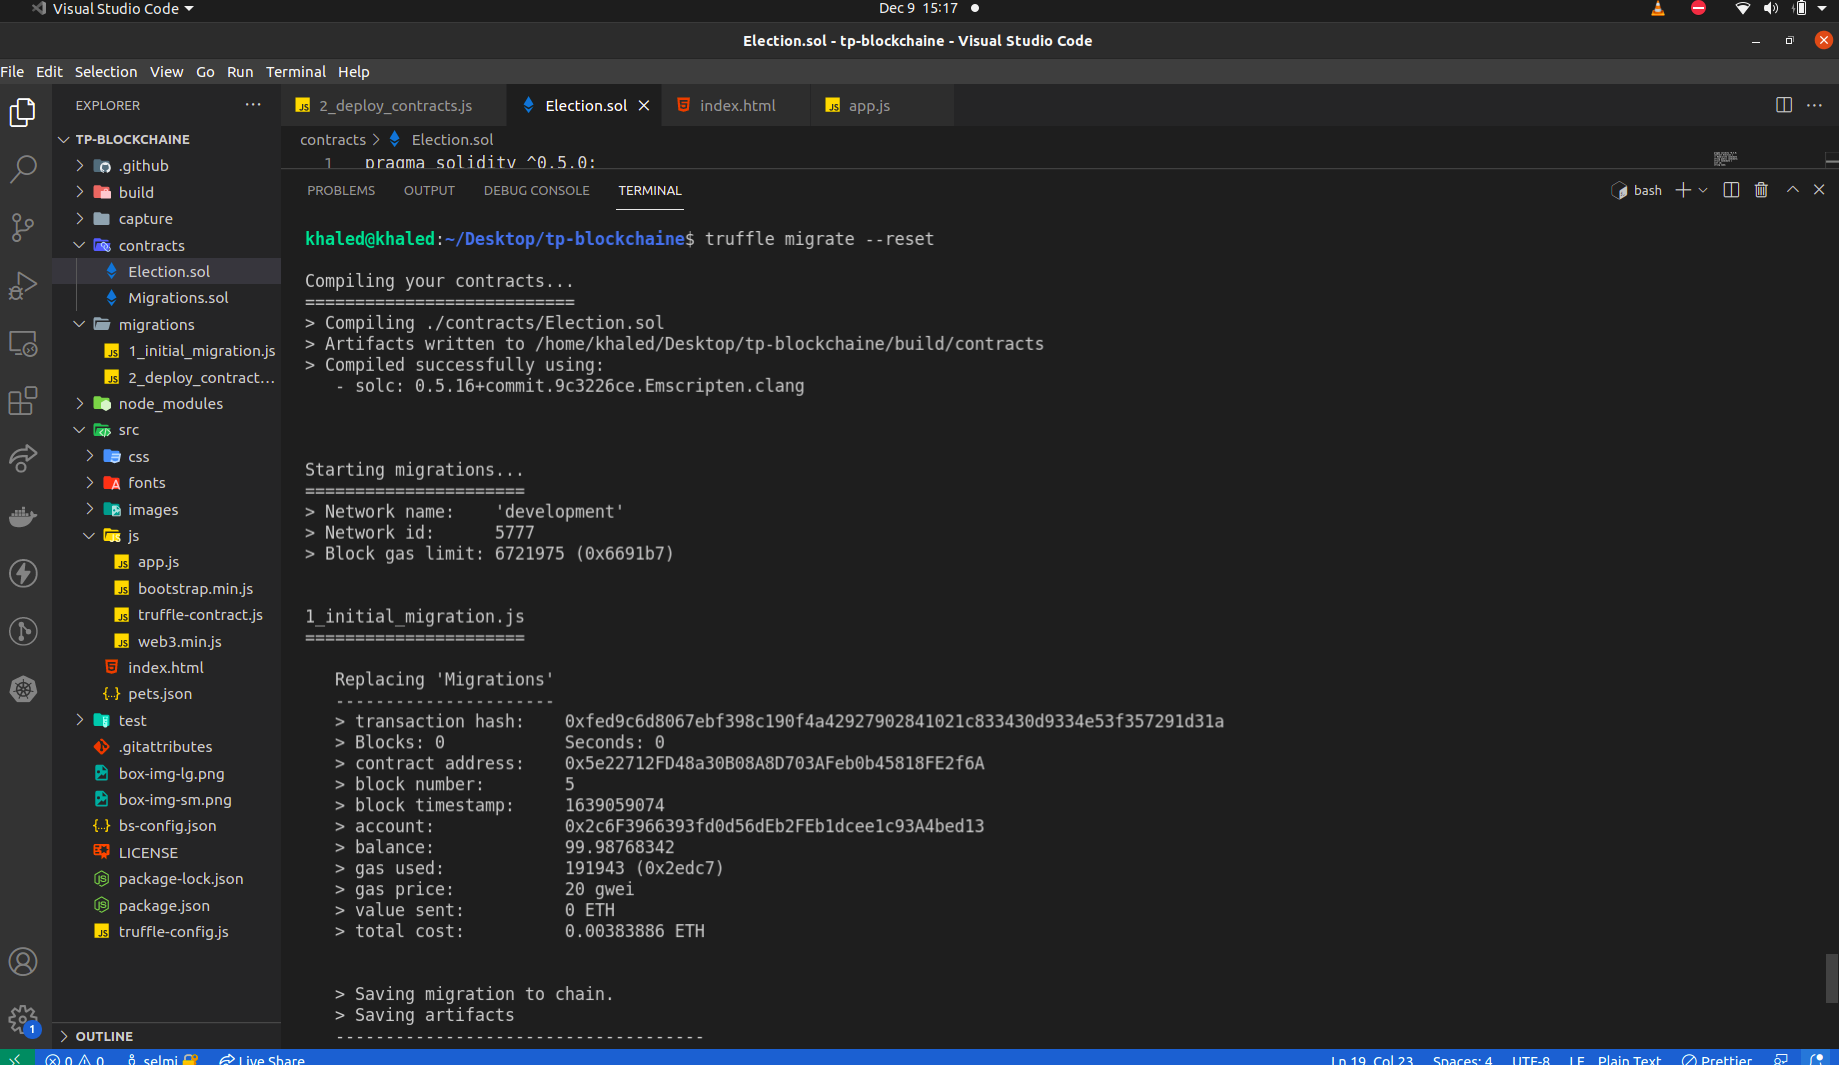 Visual Studio Code
Dec 9 15:17
Election.sol - tp-blockchaine - Visual Studio Code
File Edit Selection View Go Run Terminal Help
EXPLORER
TP-BLOCKCHAINE
.github
build
capture
contracts
Election.sol
Migrations.sol
migrations
1_initial_migration.js
2_deploy_contract...
node_modules
src
css
fonts
images
js
app.js
bootstrap.min.js
truffle-contract.js
web3.min.js
index.html
pets.json
test
.gitattributes
box-img-lg.png
box-img-sm.png
bs-config.json
LICENSE
package-lock.json
package.json
truffle-config.js
OUTLINE
2_deploy_contracts.js Election.sol index.html app.js
contracts > Election.sol
1 pragma solidity ^0.5.0;
PROBLEMS OUTPUT DEBUG CONSOLE TERMINAL bash
khaled@khaled:~/Desktop/tp-blockchaine$ truffle migrate --reset
Compiling your contracts...
===========================
> Compiling ./contracts/Election.sol
> Artifacts written to /home/khaled/Desktop/tp-blockchaine/build/contracts
> Compiled successfully using:
- solc: 0.5.16+commit.9c3226ce.Emscripten.clang
Starting migrations...
======================
> Network name: 'development'
> Network id: 5777
> Block gas limit: 6721975 (0x6691b7)
1_initial_migration.js
======================
Replacing 'Migrations'
----------------------
> transaction hash: 0xfed9c6d8067ebf398c190f4a42927902841021c833430d9334e53f357291d31a
> Blocks: 0 Seconds: 0
> contract address: 0x5e22712FD48a30B08A8D703AFeb0b45818FE2f6A
> block number: 5
> block timestamp: 1639059074
> account: 0x2c6F3966393fd0d56dEb2FEb1dcee1c93A4bed13
> balance: 99.98768342
> gas used: 191943 (0x2edc7)
> gas price: 20 gwei
> value sent: 0 ETH
> total cost: 0.00383886 ETH
> Saving migration to chain.
> Saving artifacts
-------------------------------------
1
0 0 selmi Live Share Ln 19, Col 23 Spaces: 4 UTF-8 LF Plain Text Prettier